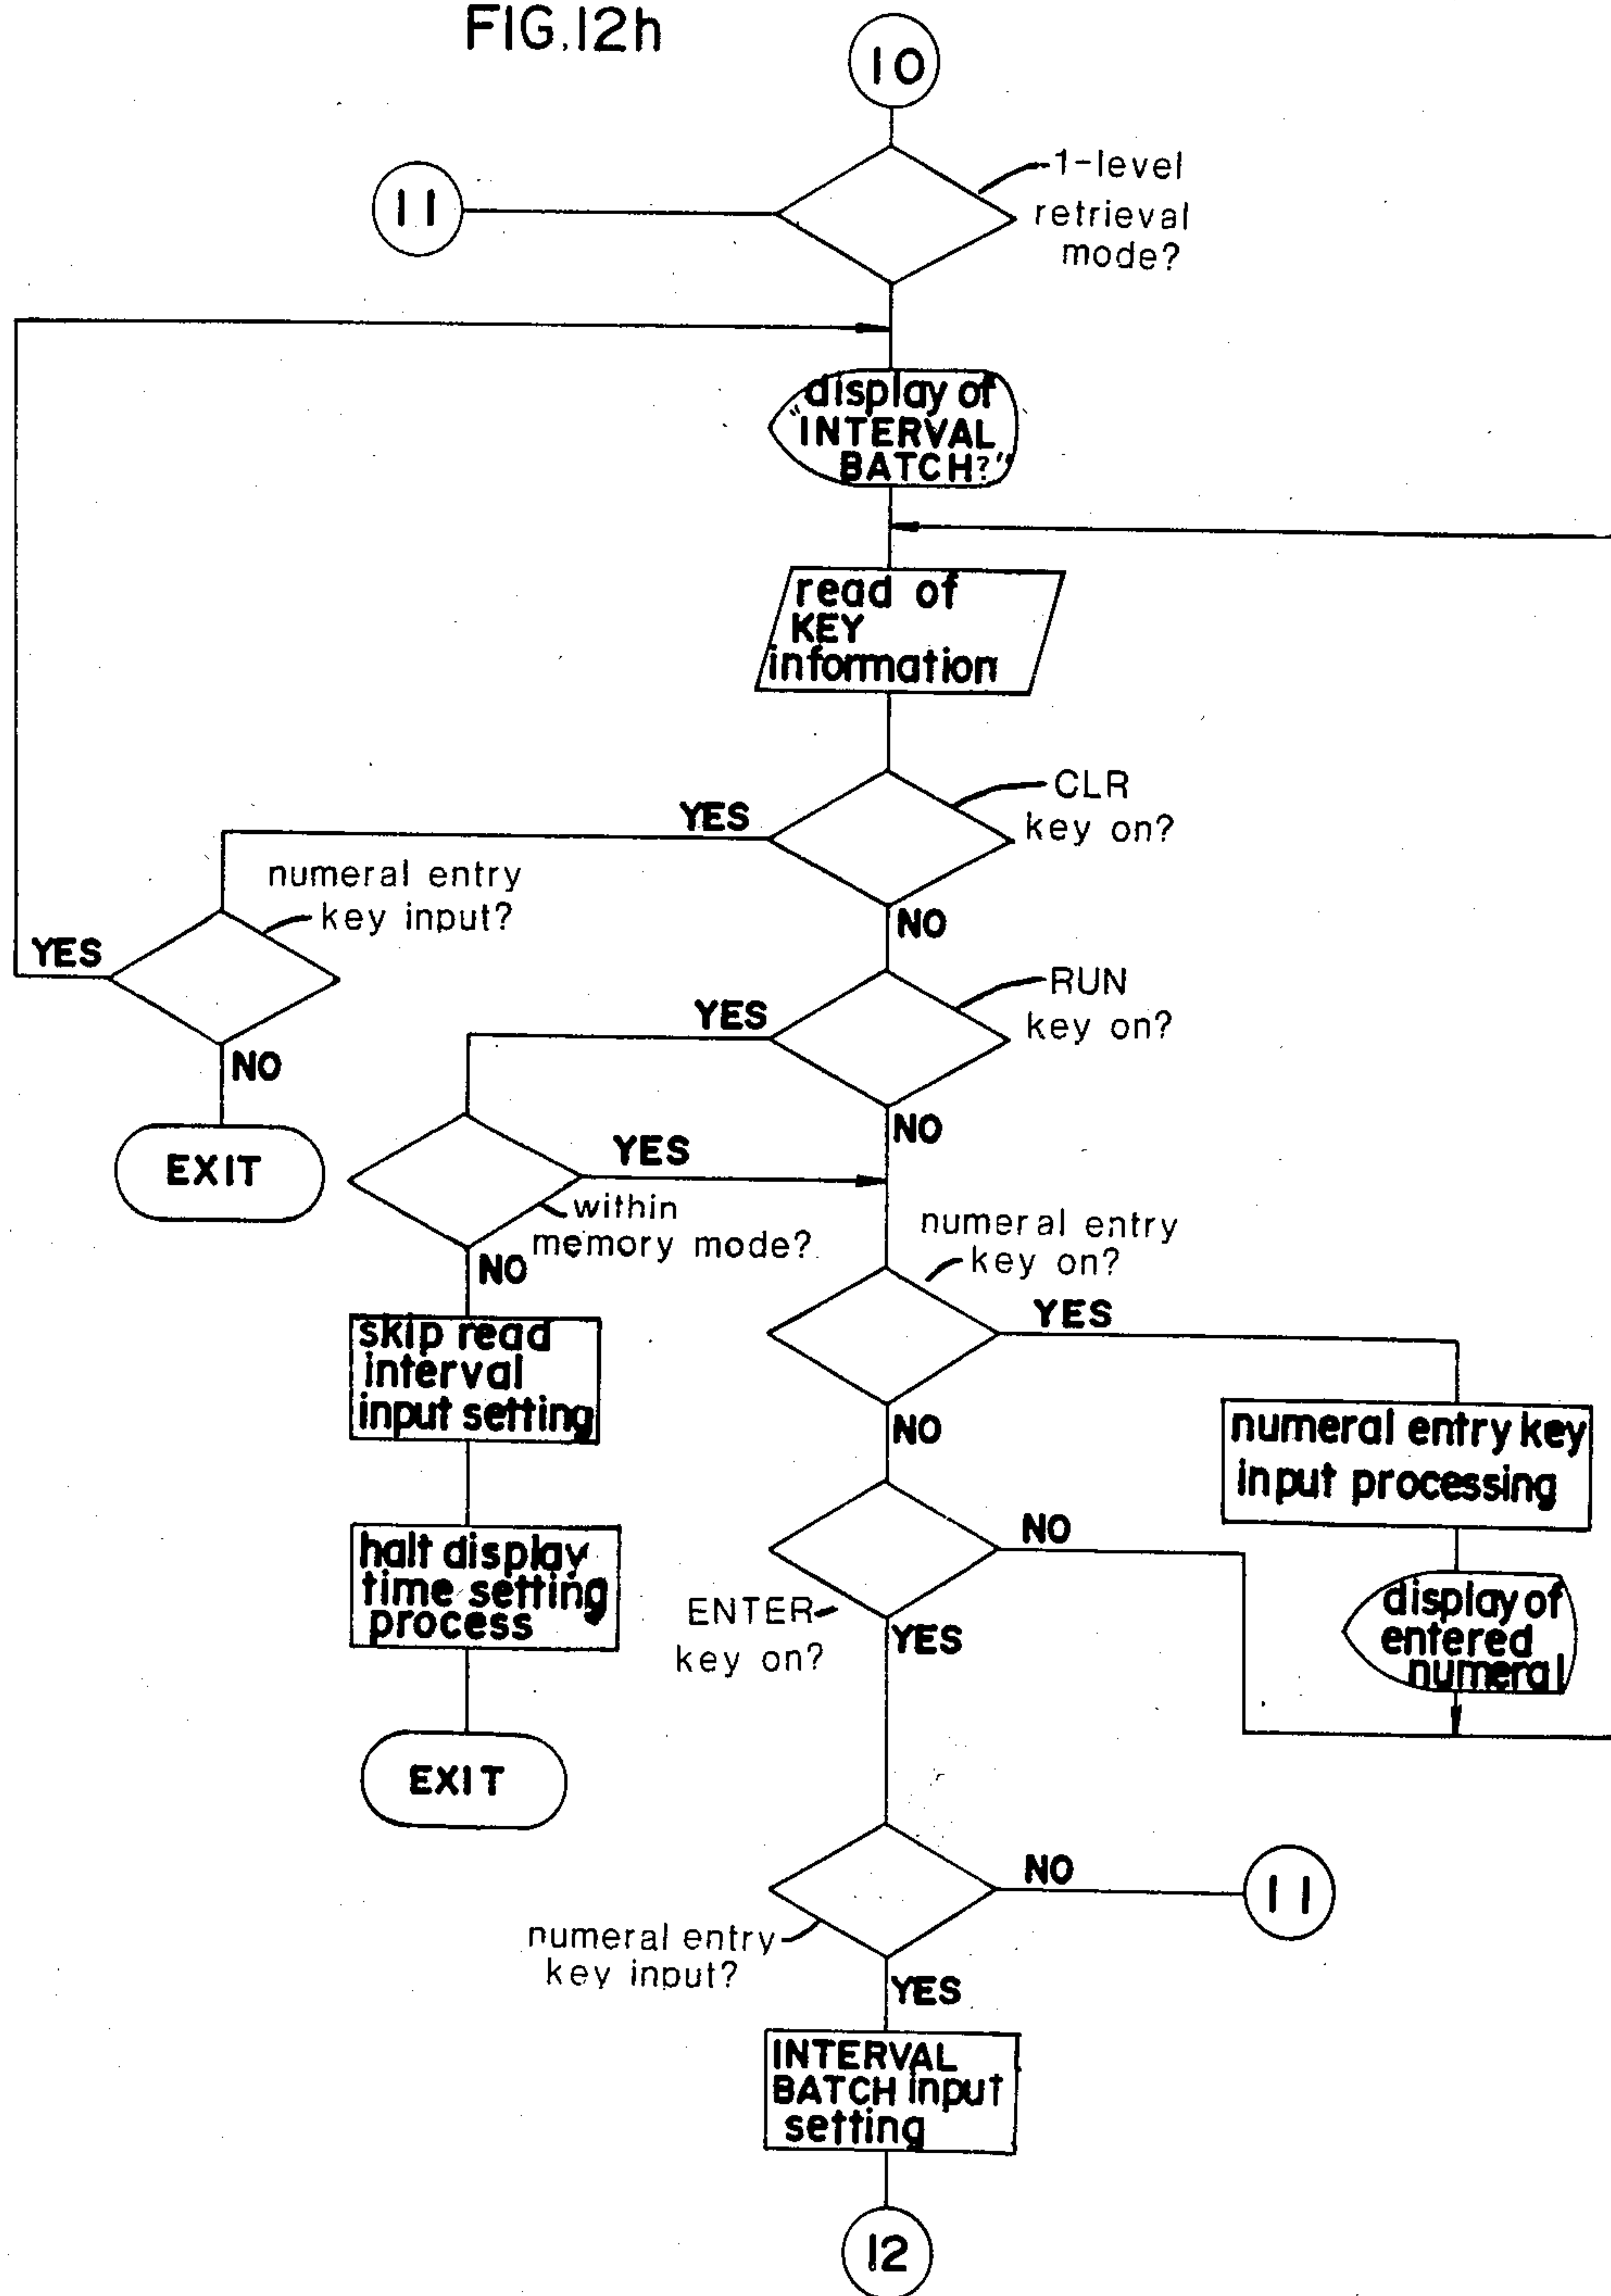 FIG.12h
10
11
1-level
retrieval
mode?
display of
"INTERVAL
BATCH?"
read of
KEY
information
CLR
key on?
YES
NO
numeral entry
key input?
YES
NO
EXIT
RUN
key on?
YES
NO
YES
within
memory mode?
NO
skip read
interval
input setting
halt display
time setting
process
EXIT
numeral entry
key on?
YES
NO
numeral entry key
input processing
display of
entered
numeral
NO
ENTER
key on?
YES
NO
11
numeral entry
key input?
YES
INTERVAL
BATCH input
setting
12